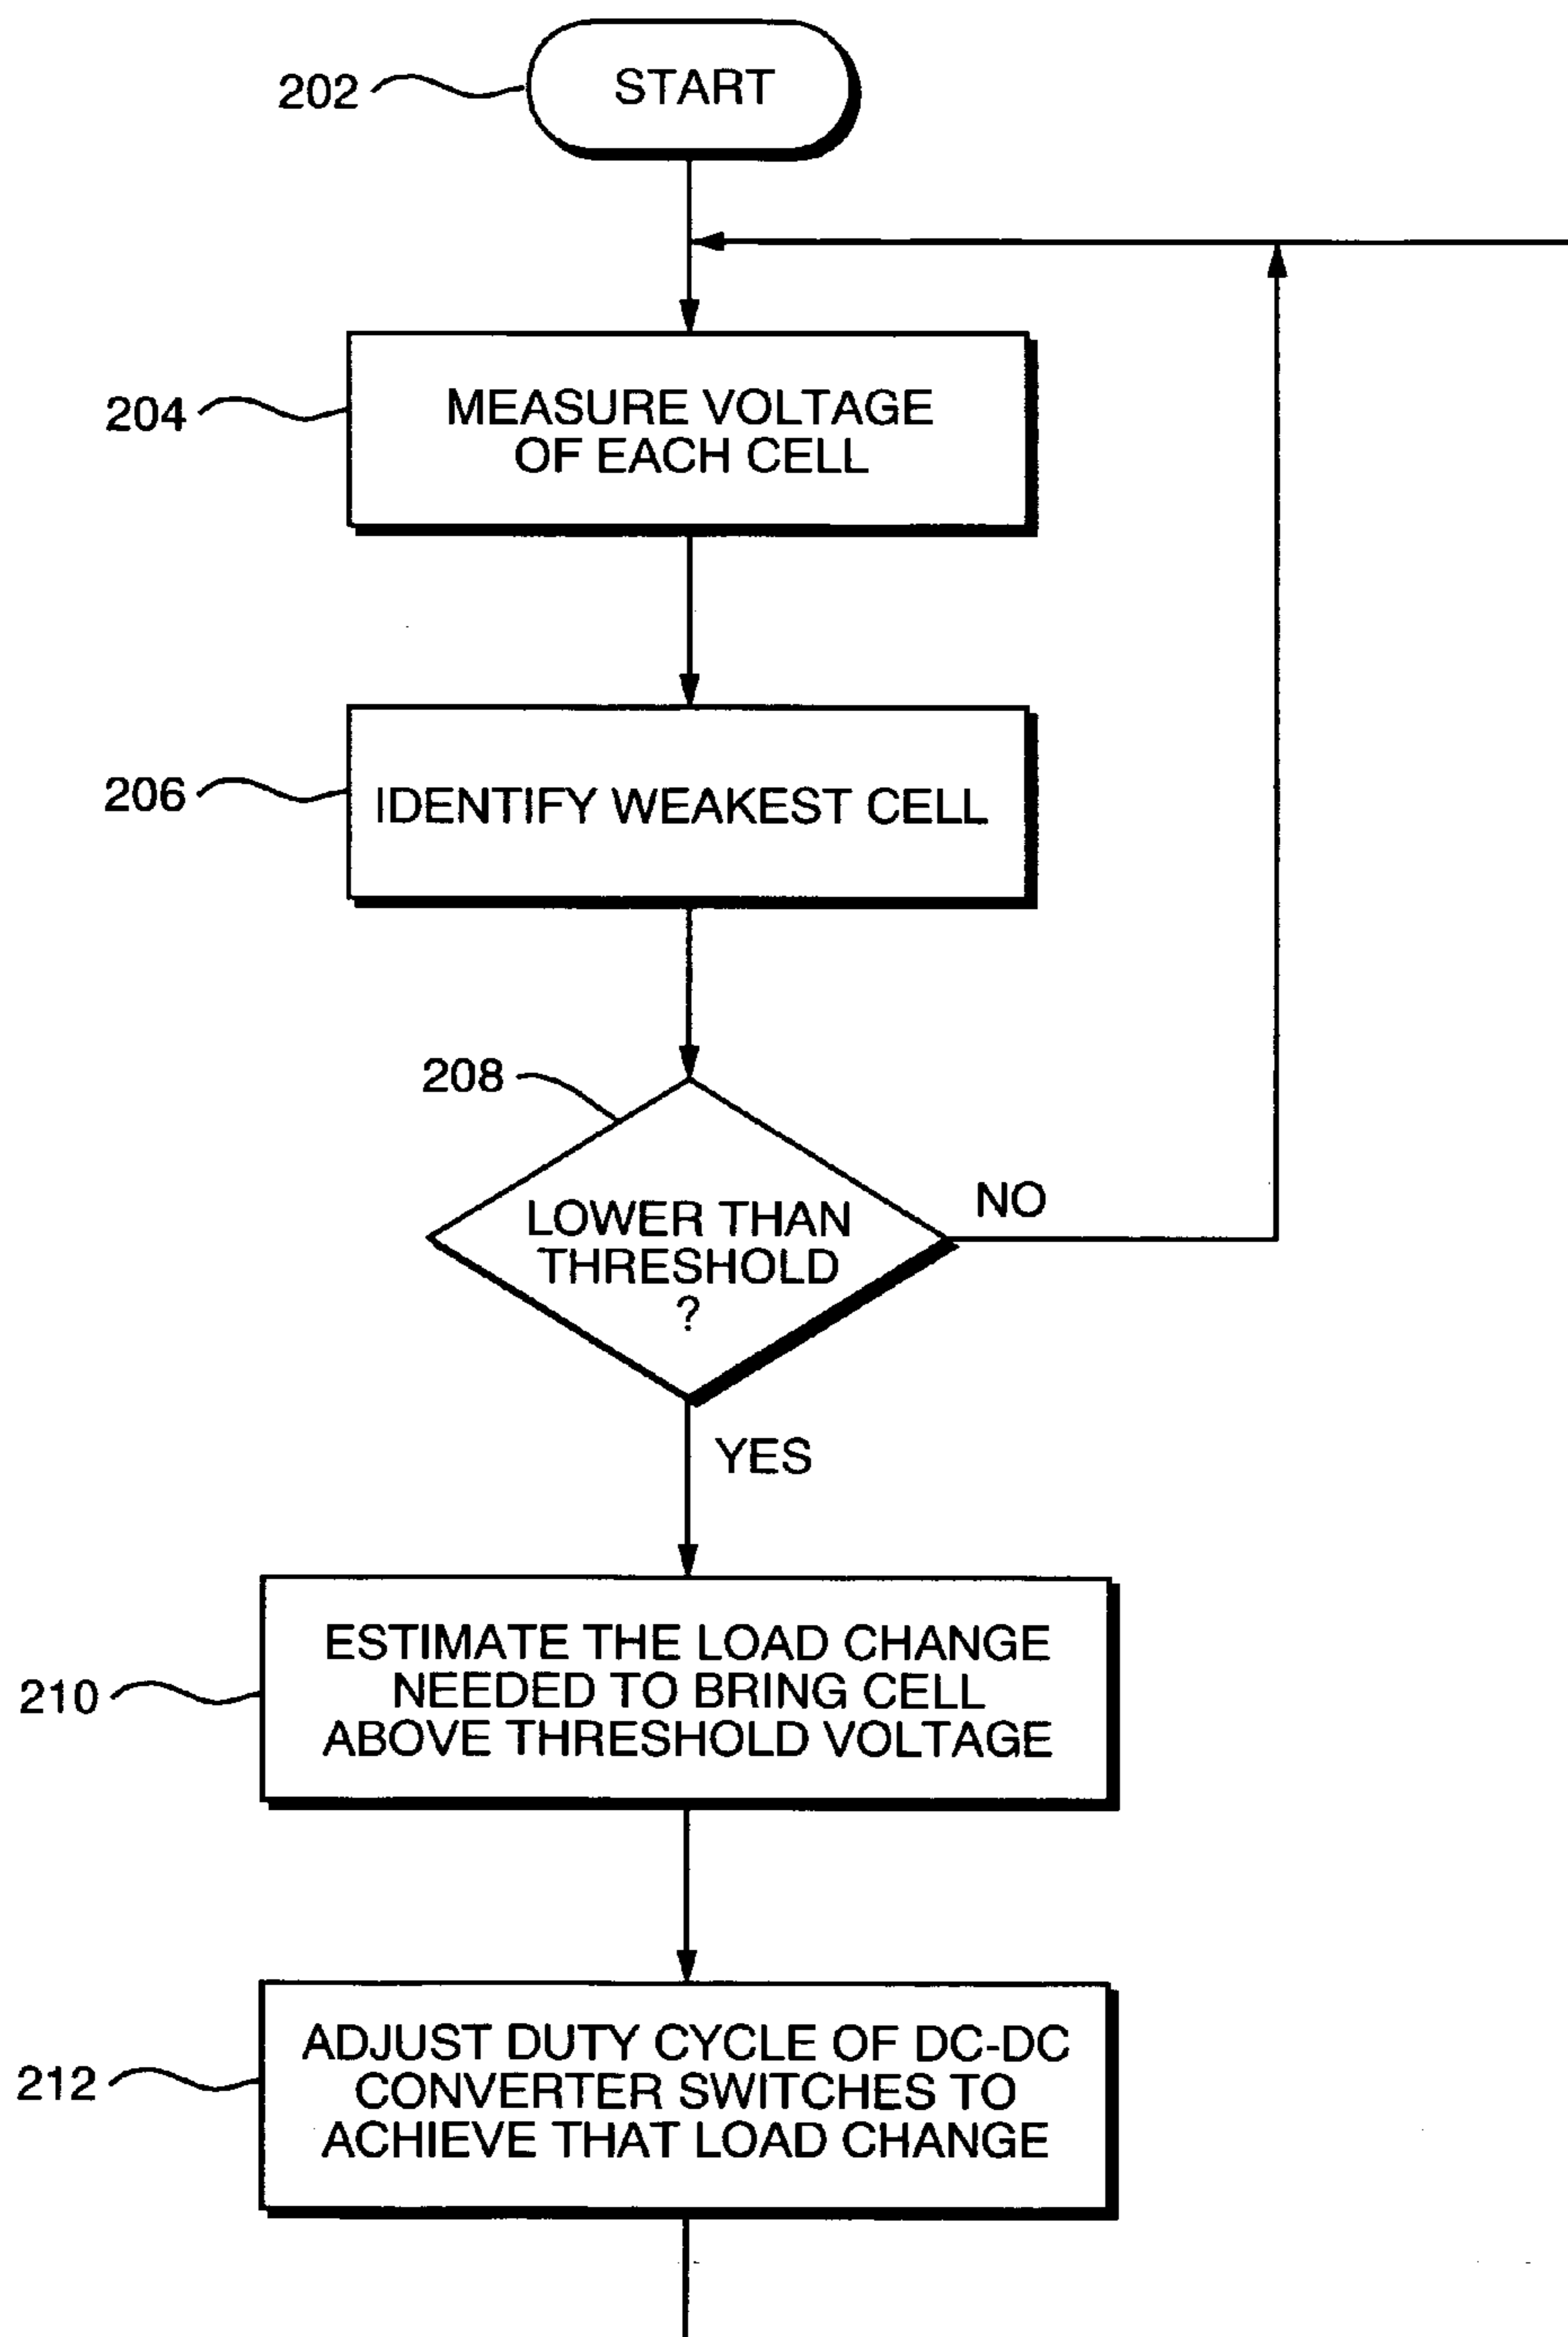 202
START
204
MEASURE VOLTAGE
OF EACH CELL
206
IDENTIFY WEAKEST CELL
208
LOWER THAN
THRESHOLD
?
NO
YES
210
ESTIMATE THE LOAD CHANGE
NEEDED TO BRING CELL
ABOVE THRESHOLD VOLTAGE
212
ADJUST DUTY CYCLE OF DC-DC
CONVERTER SWITCHES TO
ACHIEVE THAT LOAD CHANGE